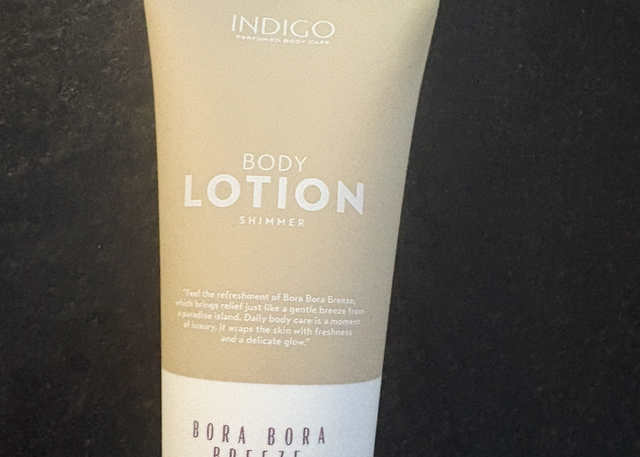 INDIGO
PERFUMED BODY CARE
BODY
LOTION
SHIMMER
"Feel the refreshment of Bora Bora Breeze,
which brings relief just like a gentle breeze from
a paradise island. Daily body care is a moment
of luxury, it wraps the skin with freshness
and a delicate glow."
BORA BORA
BREEZE